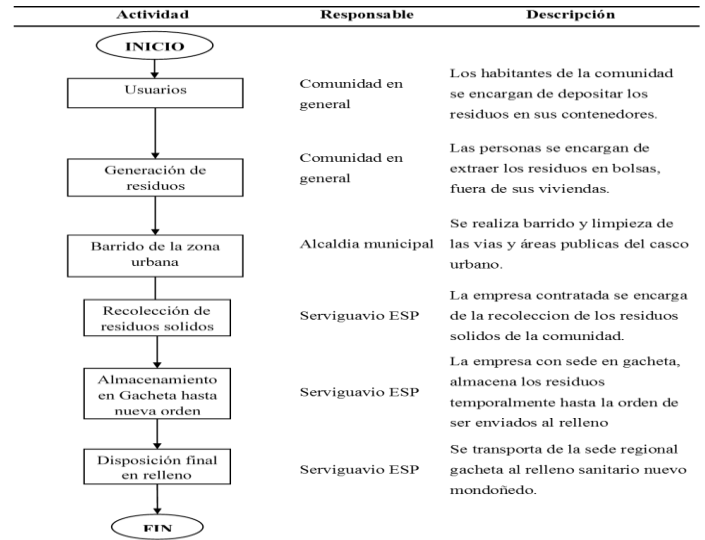 Actividad Responsable Descripción
INICIO
Usuarios
Comunidad en
general
Los habitantes de la comunidad
se encargan de depositar los
residuos en sus contenedores.
Generación de
residuos
Comunidad en
general
Las personas se encargan de
extraer los residuos en bolsas,
fuera de sus viviendas.
Barrido de la zona
urbana
Alcaldia municipal
Se realiza barrido y limpieza de
las vias y áreas publicas del casco
urbano.
Recolección de
residuos solidos
Serviguavio ESP
La empresa contratada se encarga
de la recoleccion de los residuos
solidos de la comunidad.
Almacenamiento
en Gacheta hasta
nueva orden
Serviguavio ESP
La empresa con sede en gacheta,
almacena los residuos
temporalmente hasta la orden de
ser enviados al relleno
Disposición final
en relleno
Serviguavio ESP
Se transporta de la sede regional
gacheta al relleno sanitario nuevo
mondoñedo.
FIN